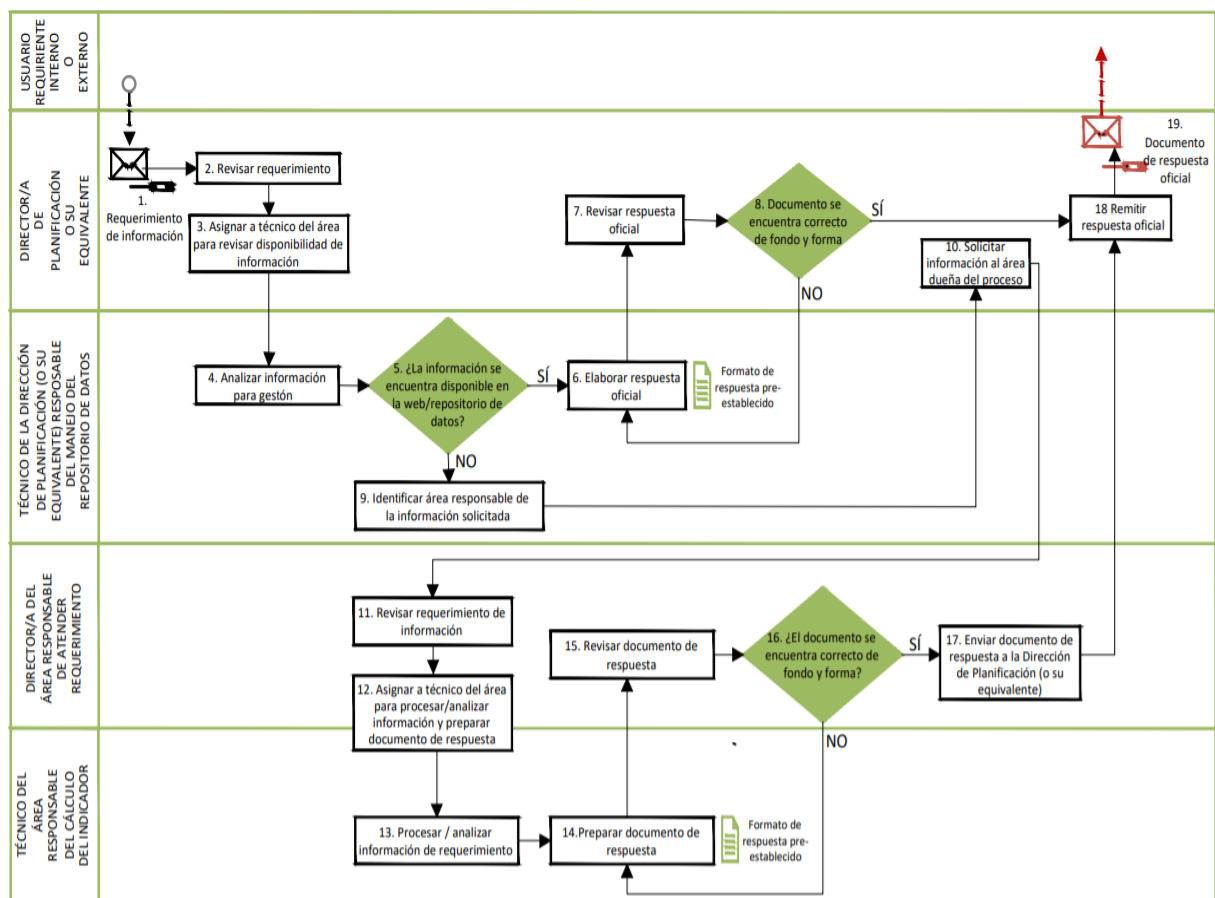 USUARIO
REQUIRIENTE
INTERNO
O
EXTERNO
1.
Requerimiento
de información
19.
Documento
de respuesta
oficial
DIRECTOR/A
DE
PLANIFICACIÓN
O SU
EQUIVALENTE
2. Revisar requerimiento
3. Asignar a técnico del área
para revisar disponibilidad de
información
7. Revisar respuesta
oficial
8. Documento se
encuentra correcto
de fondo y forma
SÍ
NO
18 Remitir
respuesta oficial
10. Solicitar
información al área
dueña del proceso
TÉCNICO DE LA DIRECCIÓN
DE PLANIFICACIÓN (O SU
EQUIVALENTE) RESPOSABLE
DEL MANEJO DEL
REPOSITORIO DE DATOS
4. Analizar información
para gestón
5. ¿La información se
encuentra disponible en
la web/repositorio de
datos?
SÍ
NO
6. Elaborar respuesta
oficial
Formato de
respuesta pre-
establecido
9. Identificar área responsable de
la información solicitada
DIRECTOR/A DEL
ÁREA RESPONSABLE
DE ATENDER
REQUERIMIENTO
11. Revisar requerimiento de
información
12. Asignar a técnico del área
para procesar/analizar
información y preparar
documento de respuesta
15. Revisar documento de
respuesta
16. ¿El documento se
encuentra correcto de
fondo y forma?
SÍ
NO
17. Enviar documento de
respuesta a la Dirección
de Planificación (o su
equivalente)
TÉCNICO DEL
ÁREA
RESPONSABLE
DEL CÁLCULO
DEL INDICADOR
13. Procesar / analizar
información de requerimiento
14.Preparar documento de
respuesta
Formato de
respuesta pre-
establecido